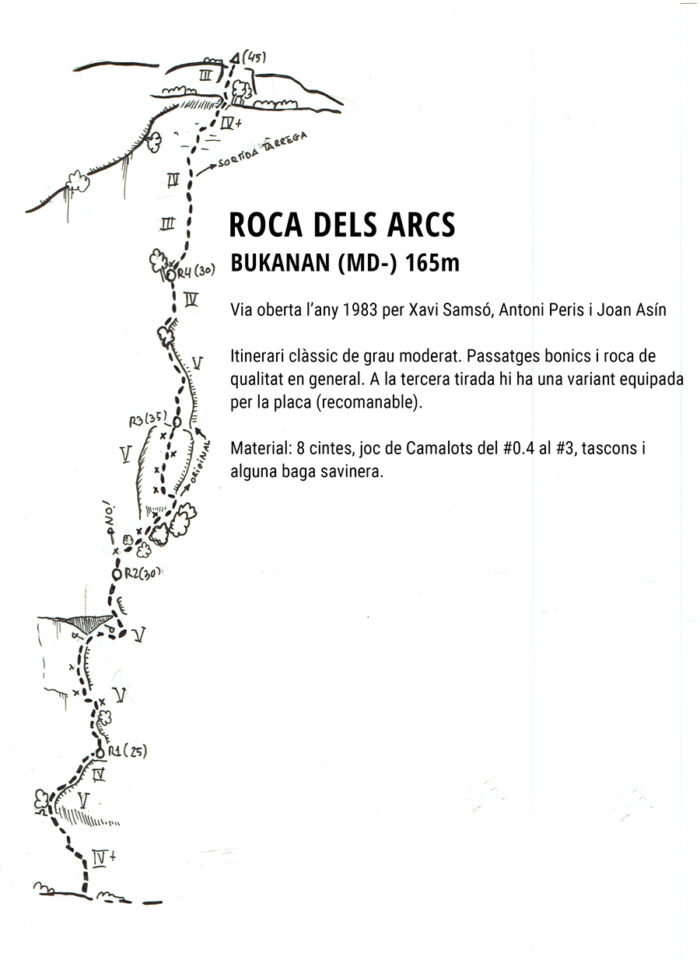 (45)
III
IV+
SORTIDA TÀRREGA
IV
III
ROCA DELS ARCS
BUKANAN (MD-) 165m
R4(30)
IV
Via oberta l'any 1983 per Xavi Samsó, Antoni Peris i Joan Asín
Itinerari clàssic de grau moderat. Passatges bonics i roca de
qualitat en general. A la tercera tirada hi ha una variant equipada
per la placa (recomanable).
V
R3(35)
V
ORIGINAL
Material: 8 cintes, joc de Camalots del #0.4 al #3, tascons i
alguna baga savinera.
NO!
R2(30)
V
V
R1(25)
IV
V
IV+